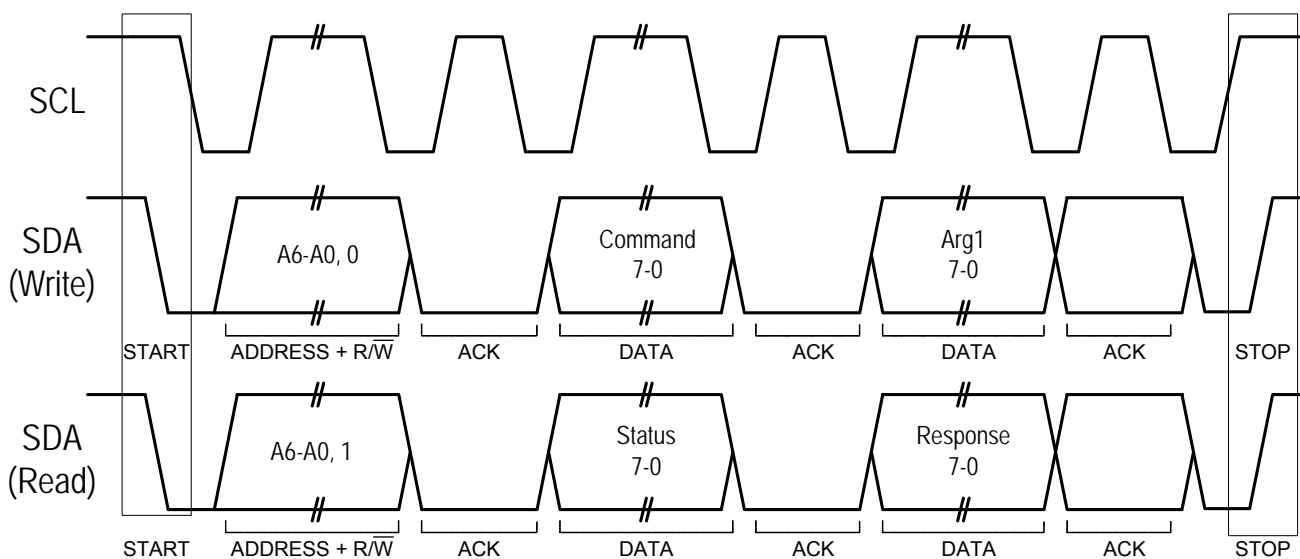 SCL
SDA
(Write)
A6-A0, 0
Command
7-0
Arg1
7-0
START
ADDRESS + R/W̅
ACK
DATA
ACK
DATA
ACK
STOP
SDA
(Read)
A6-A0, 1
Status
7-0
Response
7-0
START
ADDRESS + R/W̅
ACK
DATA
ACK
DATA
ACK
STOP